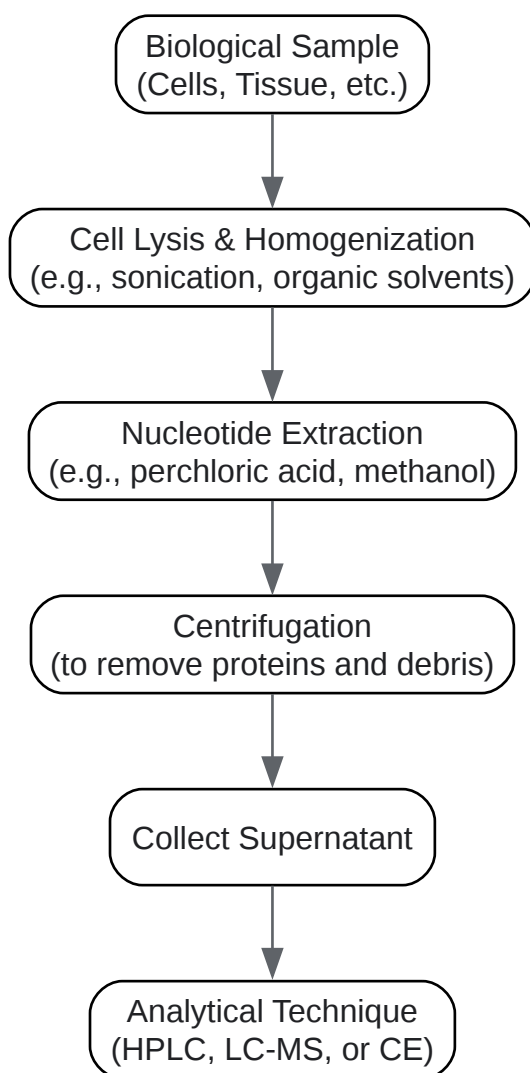 Biological Sample
(Cells, Tissue, etc.)
Cell Lysis & Homogenization
(e.g., sonication, organic solvents)
Nucleotide Extraction
(e.g., perchloric acid, methanol)
Centrifugation
(to remove proteins and debris)
Collect Supernatant
Analytical Technique
(HPLC, LC-MS, or CE)